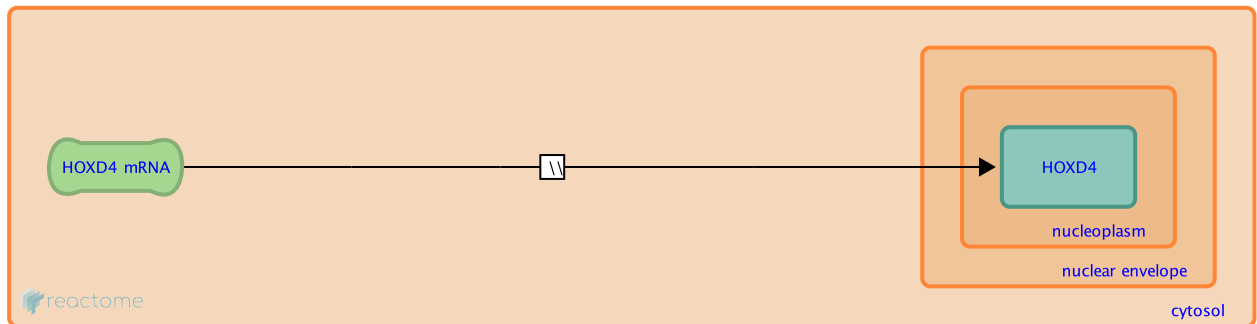 HOXD4 mRNA
\\
HOXD4
nucleoplasm
nuclear envelope
reactome
cytosol